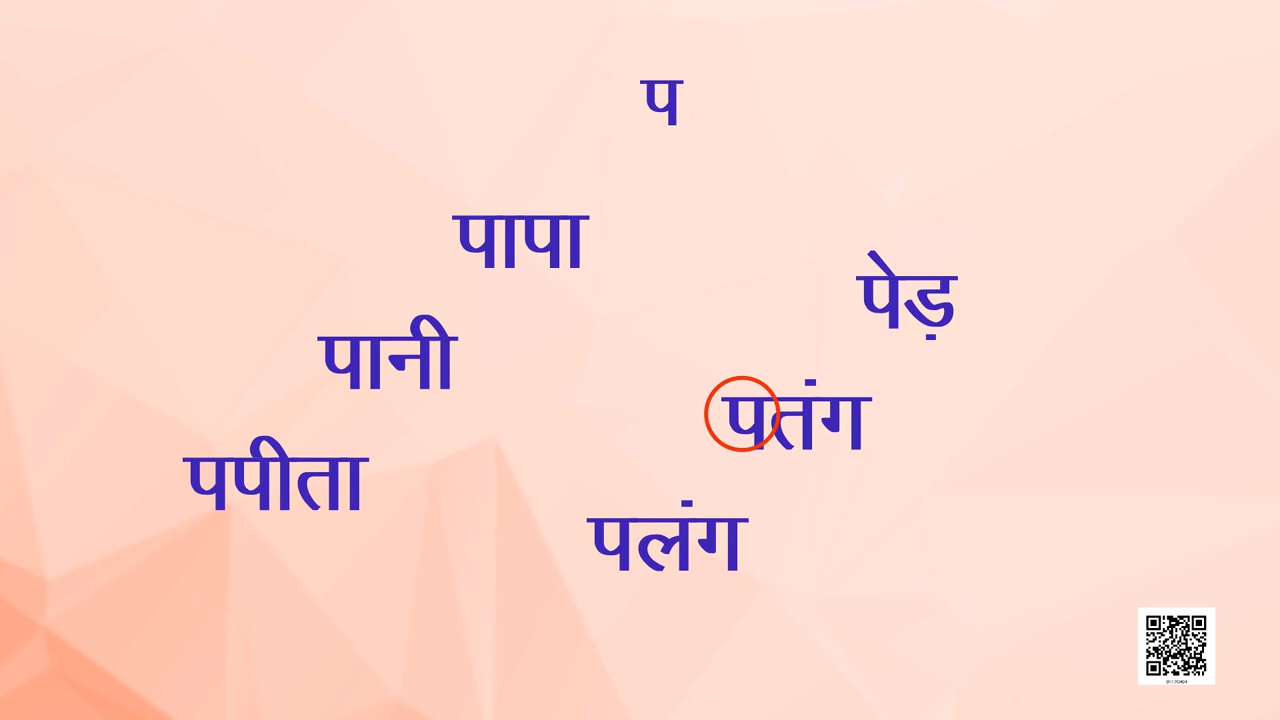 प
पापा
पेड़
पानी
पतंग
पपीता
पलंग